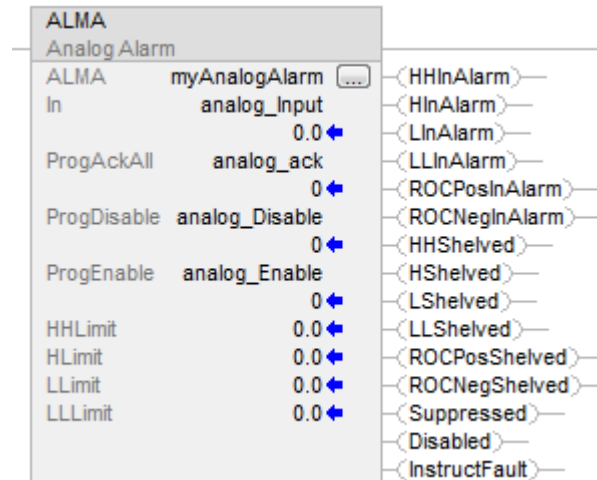 ALMA
Analog Alarm
ALMA myAnalogAlarm ... HHInAlarm
In analog_Input HInAlarm
0.0 LInAlarm
ProgAckAll analog_ack LLInAlarm
0 ROCPosInAlarm
ProgDisable analog_Disable ROCNegInAlarm
0 HHShelved
ProgEnable analog_Enable HShelved
0 LShelved
HHLimit 0.0 LLShelved
HLimit 0.0 ROCPosShelved
LLimit 0.0 ROCNegShelved
LLLimit 0.0 Suppressed
Disabled
InstructFault